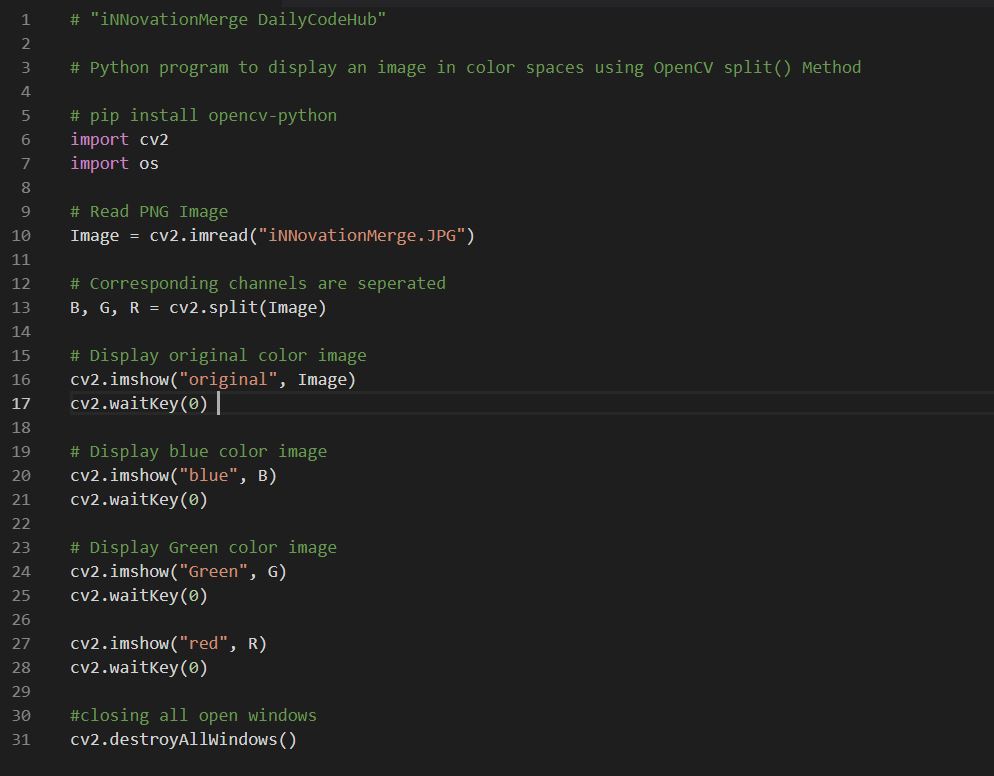 1 # "iNNovationMerge DailyCodeHub"
2
3 # Python program to display an image in color spaces using OpenCV split() Method
4
5 # pip install opencv-python
6 import cv2
7 import os
8
9 # Read PNG Image
10 Image = cv2.imread("iNNovationMerge.JPG")
11
12 # Corresponding channels are seperated
13 B, G, R = cv2.split(Image)
14
15 # Display original color image
16 cv2.imshow("original", Image)
17 cv2.waitKey(0)
18
19 # Display blue color image
20 cv2.imshow("blue", B)
21 cv2.waitKey(0)
22
23 # Display Green color image
24 cv2.imshow("Green", G)
25 cv2.waitKey(0)
26
27 cv2.imshow("red", R)
28 cv2.waitKey(0)
29
30 #closing all open windows
31 cv2.destroyAllWindows()